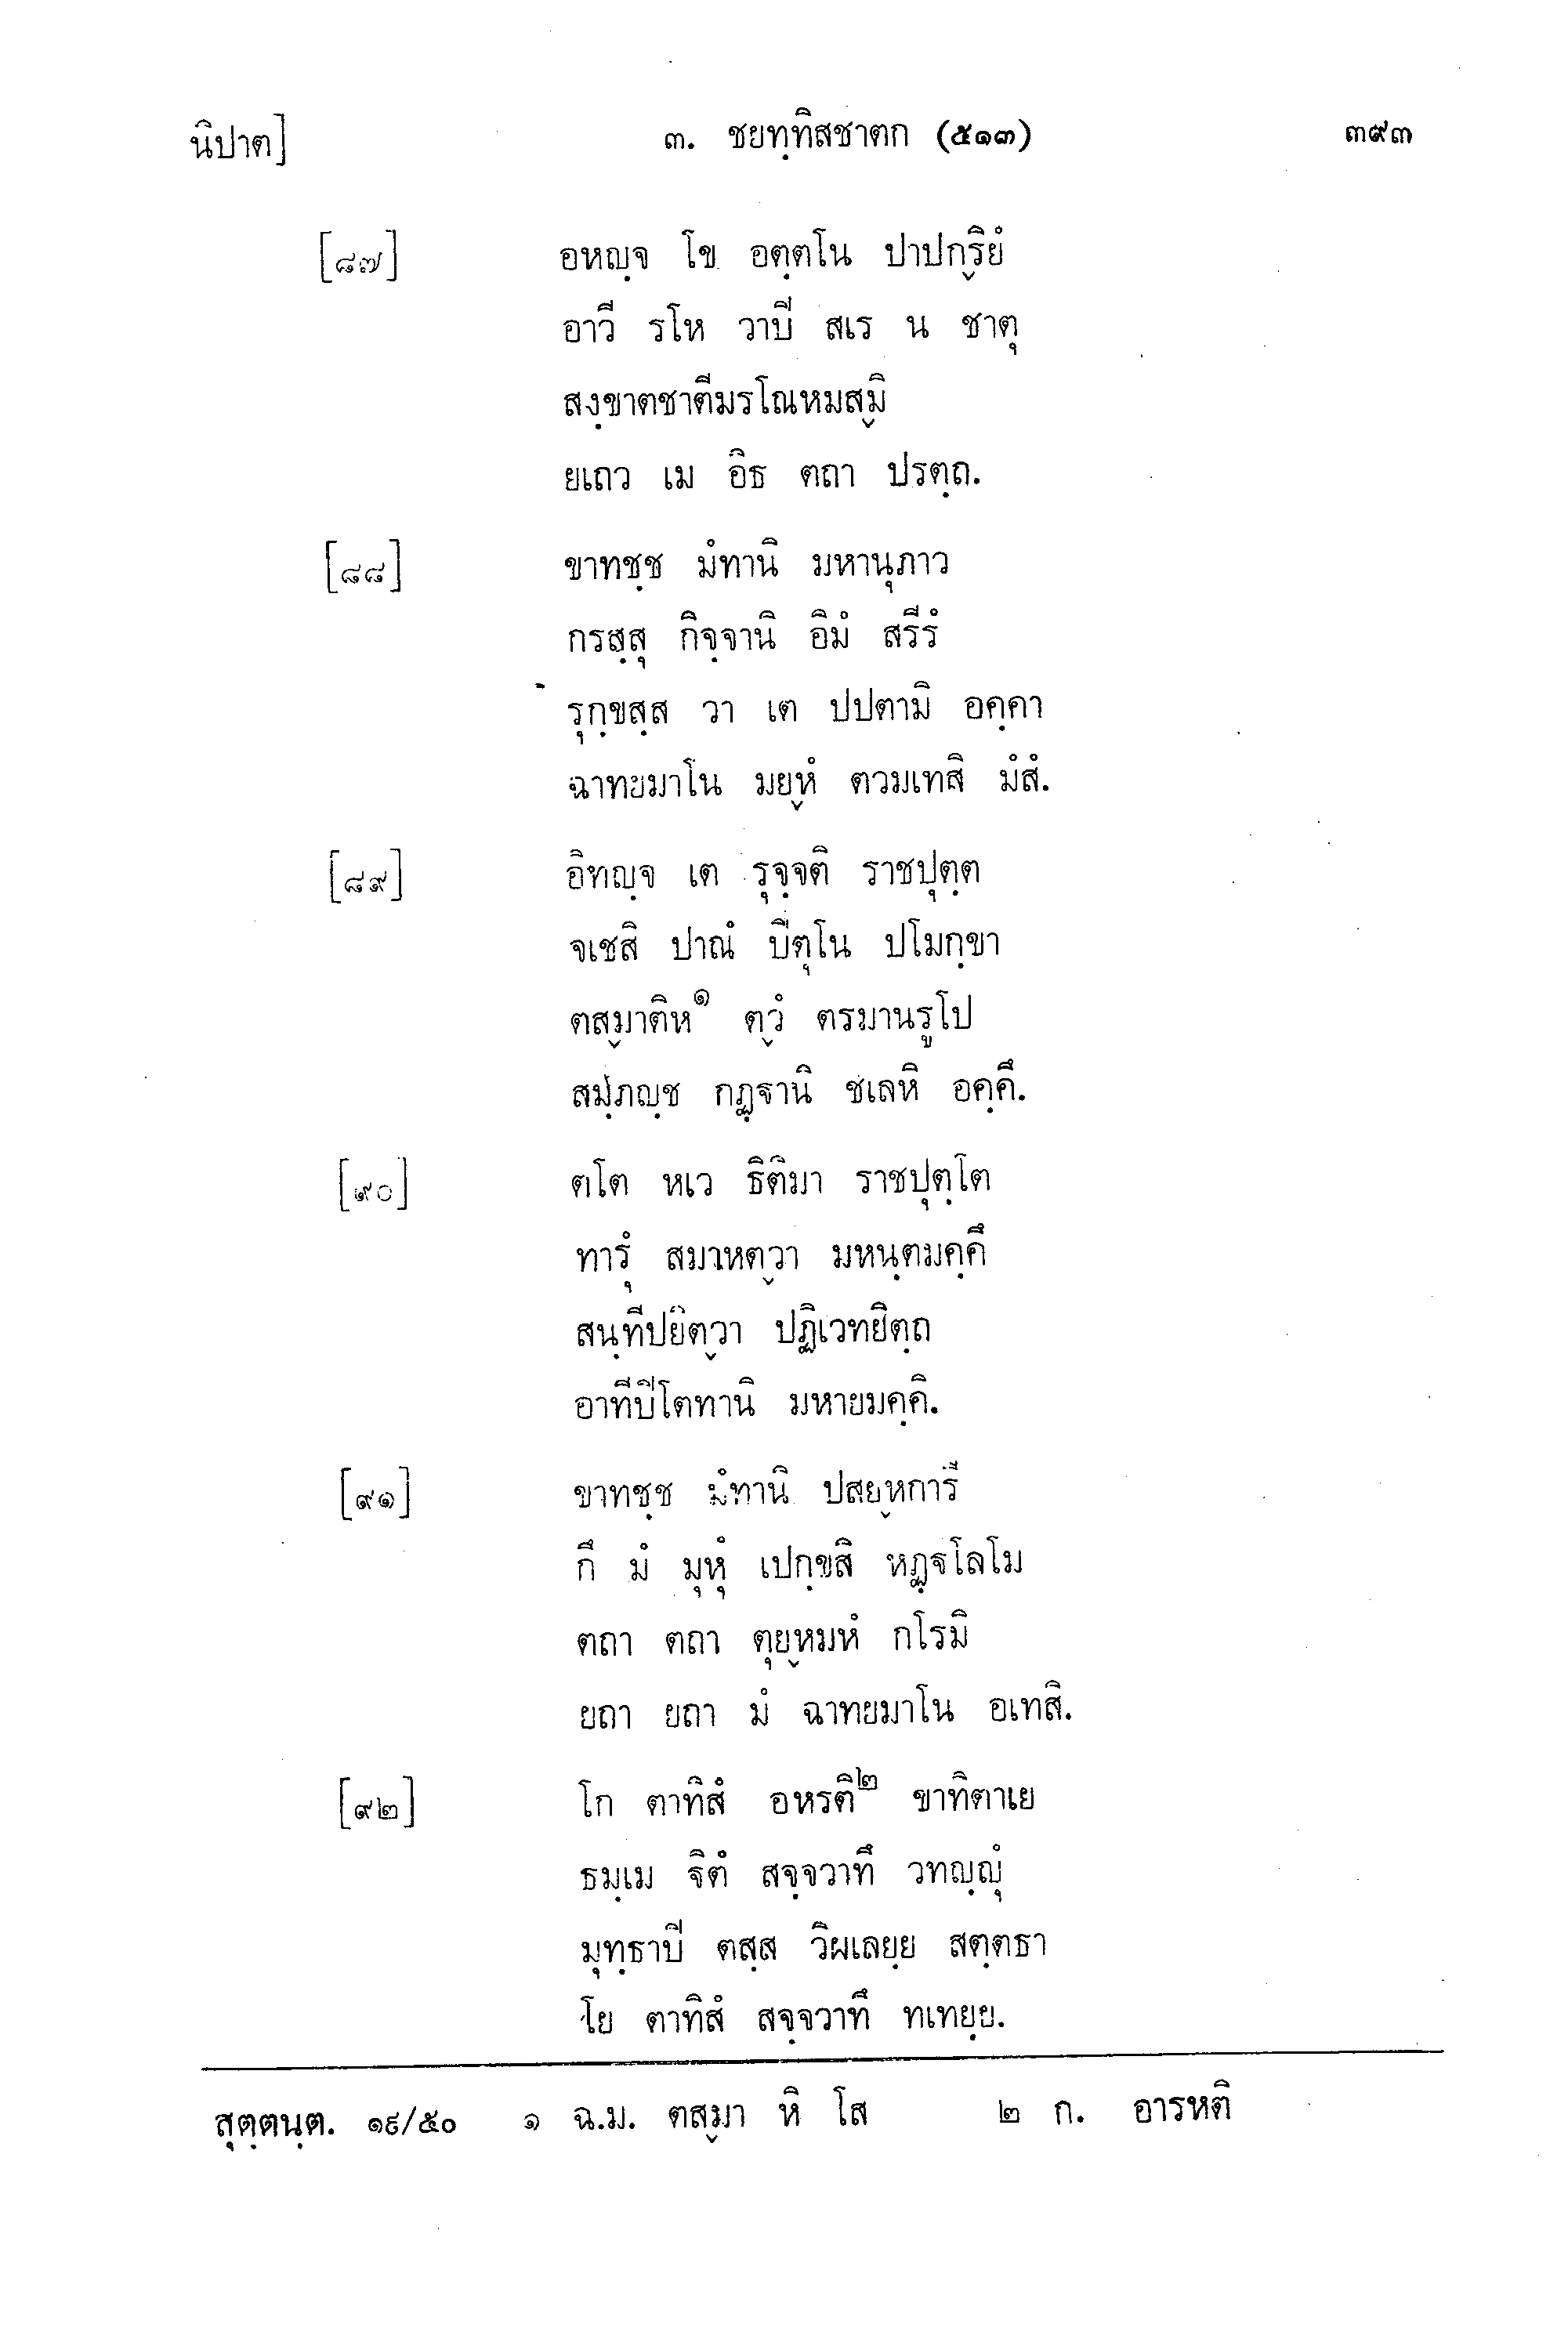 นิปาต] ๓. ชยทฺทิสชาตก (๕๑๓) ๓๙๓
[๘๗] อหญฺจ โข อตฺตโน ปาปกฺริยํ
อาวี รโห วาปี สเร น ชาตุ
สงฺขาตชาตีมรโณหมสฺมิ
ยเถว เม อิธ ตถา ปรตฺถ.
[๘๘] ขาทชฺช มํทานิ มหานุภาว
กรสฺสุ กิจฺจานิ อิมํ สรีรํ
รุกฺขสฺส วา เต ปปตามิ อคฺคา
ฉาทยมาโน มยฺหํ ตวมเทสิ มํสํ.
[๘๙] อิทญฺจ เต รุจฺจติ ราชปุตฺต
จเชสิ ปาณํ ปิตุโน ปโมกฺขา
ตสฺมาติห๑ ตฺวํ ตรมานรูโป
สมฺภญฺช กฏฺฐานิ ชเลหิ อคฺคึ.
[๙๐] ตโต หเว ธิติมา ราชปุตฺโต
ทารุํ สมาหตฺวา มหนฺตมคฺคึ
สนฺทีปยิตฺวา ปฏิเวทยิตฺถ
อาทีปิโตทานิ มหายมคฺคิ.
[๙๑] ขาทชฺช มํทานิ ปสยฺหการี
กึ มํ มุหุํ เปกฺขสิ หฏฺฐโลโม
ตถา ตถา ตุยฺหมหํ กโรมิ
ยถา ยถา มํ ฉาทยมาโน อเทสิ.
[๙๒] โก ตาทิสํ อหรติ๒ ขาทิตาเย
ธมฺเม ฐิตํ สจฺจวาทึ วทญฺญุํ
มุทฺธาปิ ตสฺส วิผเลยฺย สตฺตธา
โย ตาทิสํ สจฺจวาทึ ทเทยฺย.
สุตฺตนฺต. ๑๙/๕๐ ๑ ฉ.ม. ตสฺมา หิ โส ๒ ก. อารหติ